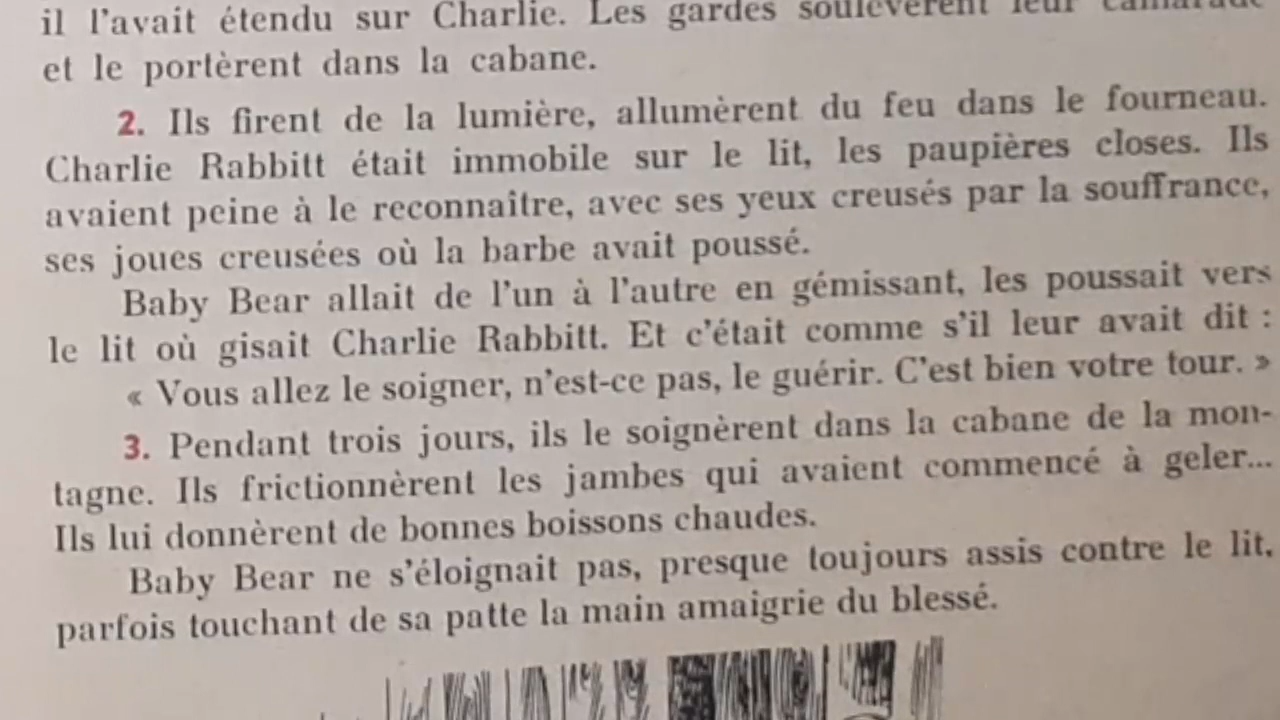 il l'avait étendu sur Charlie. Les gardes soulevèrent leur camarade
et le portèrent dans la cabane.
2. Ils firent de la lumière, allumèrent du feu dans le fourneau.
Charlie Rabbitt était immobile sur le lit, les paupières closes. Ils
avaient peine à le reconnaître, avec ses yeux creusés par la souffrance,
ses joues creusées où la barbe avait poussé.
Baby Bear allait de l'un à l'autre en gémissant, les poussait vers
le lit où gisait Charlie Rabbitt. Et c'était comme s'il leur avait dit :
« Vous allez le soigner, n'est-ce pas, le guérir. C'est bien votre tour. »
3. Pendant trois jours, ils le soignèrent dans la cabane de la mon-
tagne. Ils frictionnèrent les jambes qui avaient commencé à geler...
Ils lui donnèrent de bonnes boissons chaudes.
Baby Bear ne s'éloignait pas, presque toujours assis contre le lit,
parfois touchant de sa patte la main amaigrie du blessé.